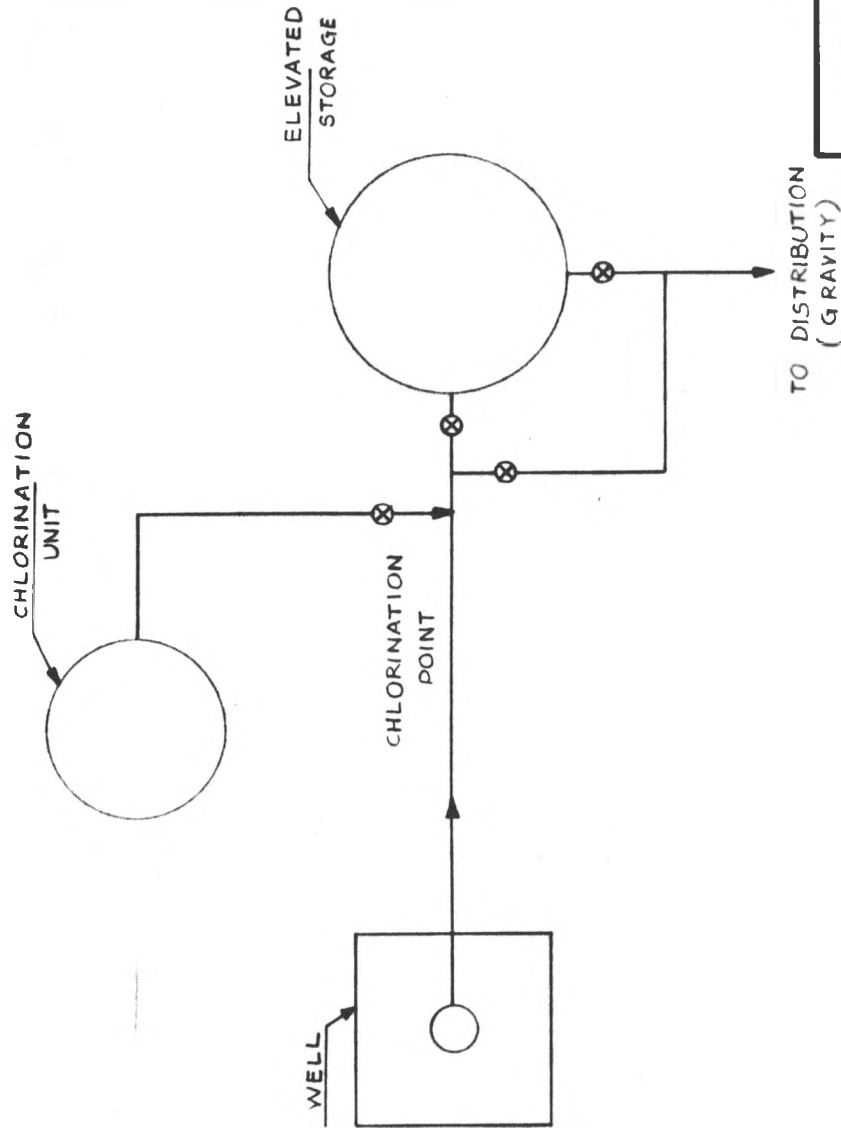 CHLORINATION
UNIT
ELEVATED
STORAGE
CHLORINATION
POINT
WELL
TO DISTRIBUTION
(GRAVITY)